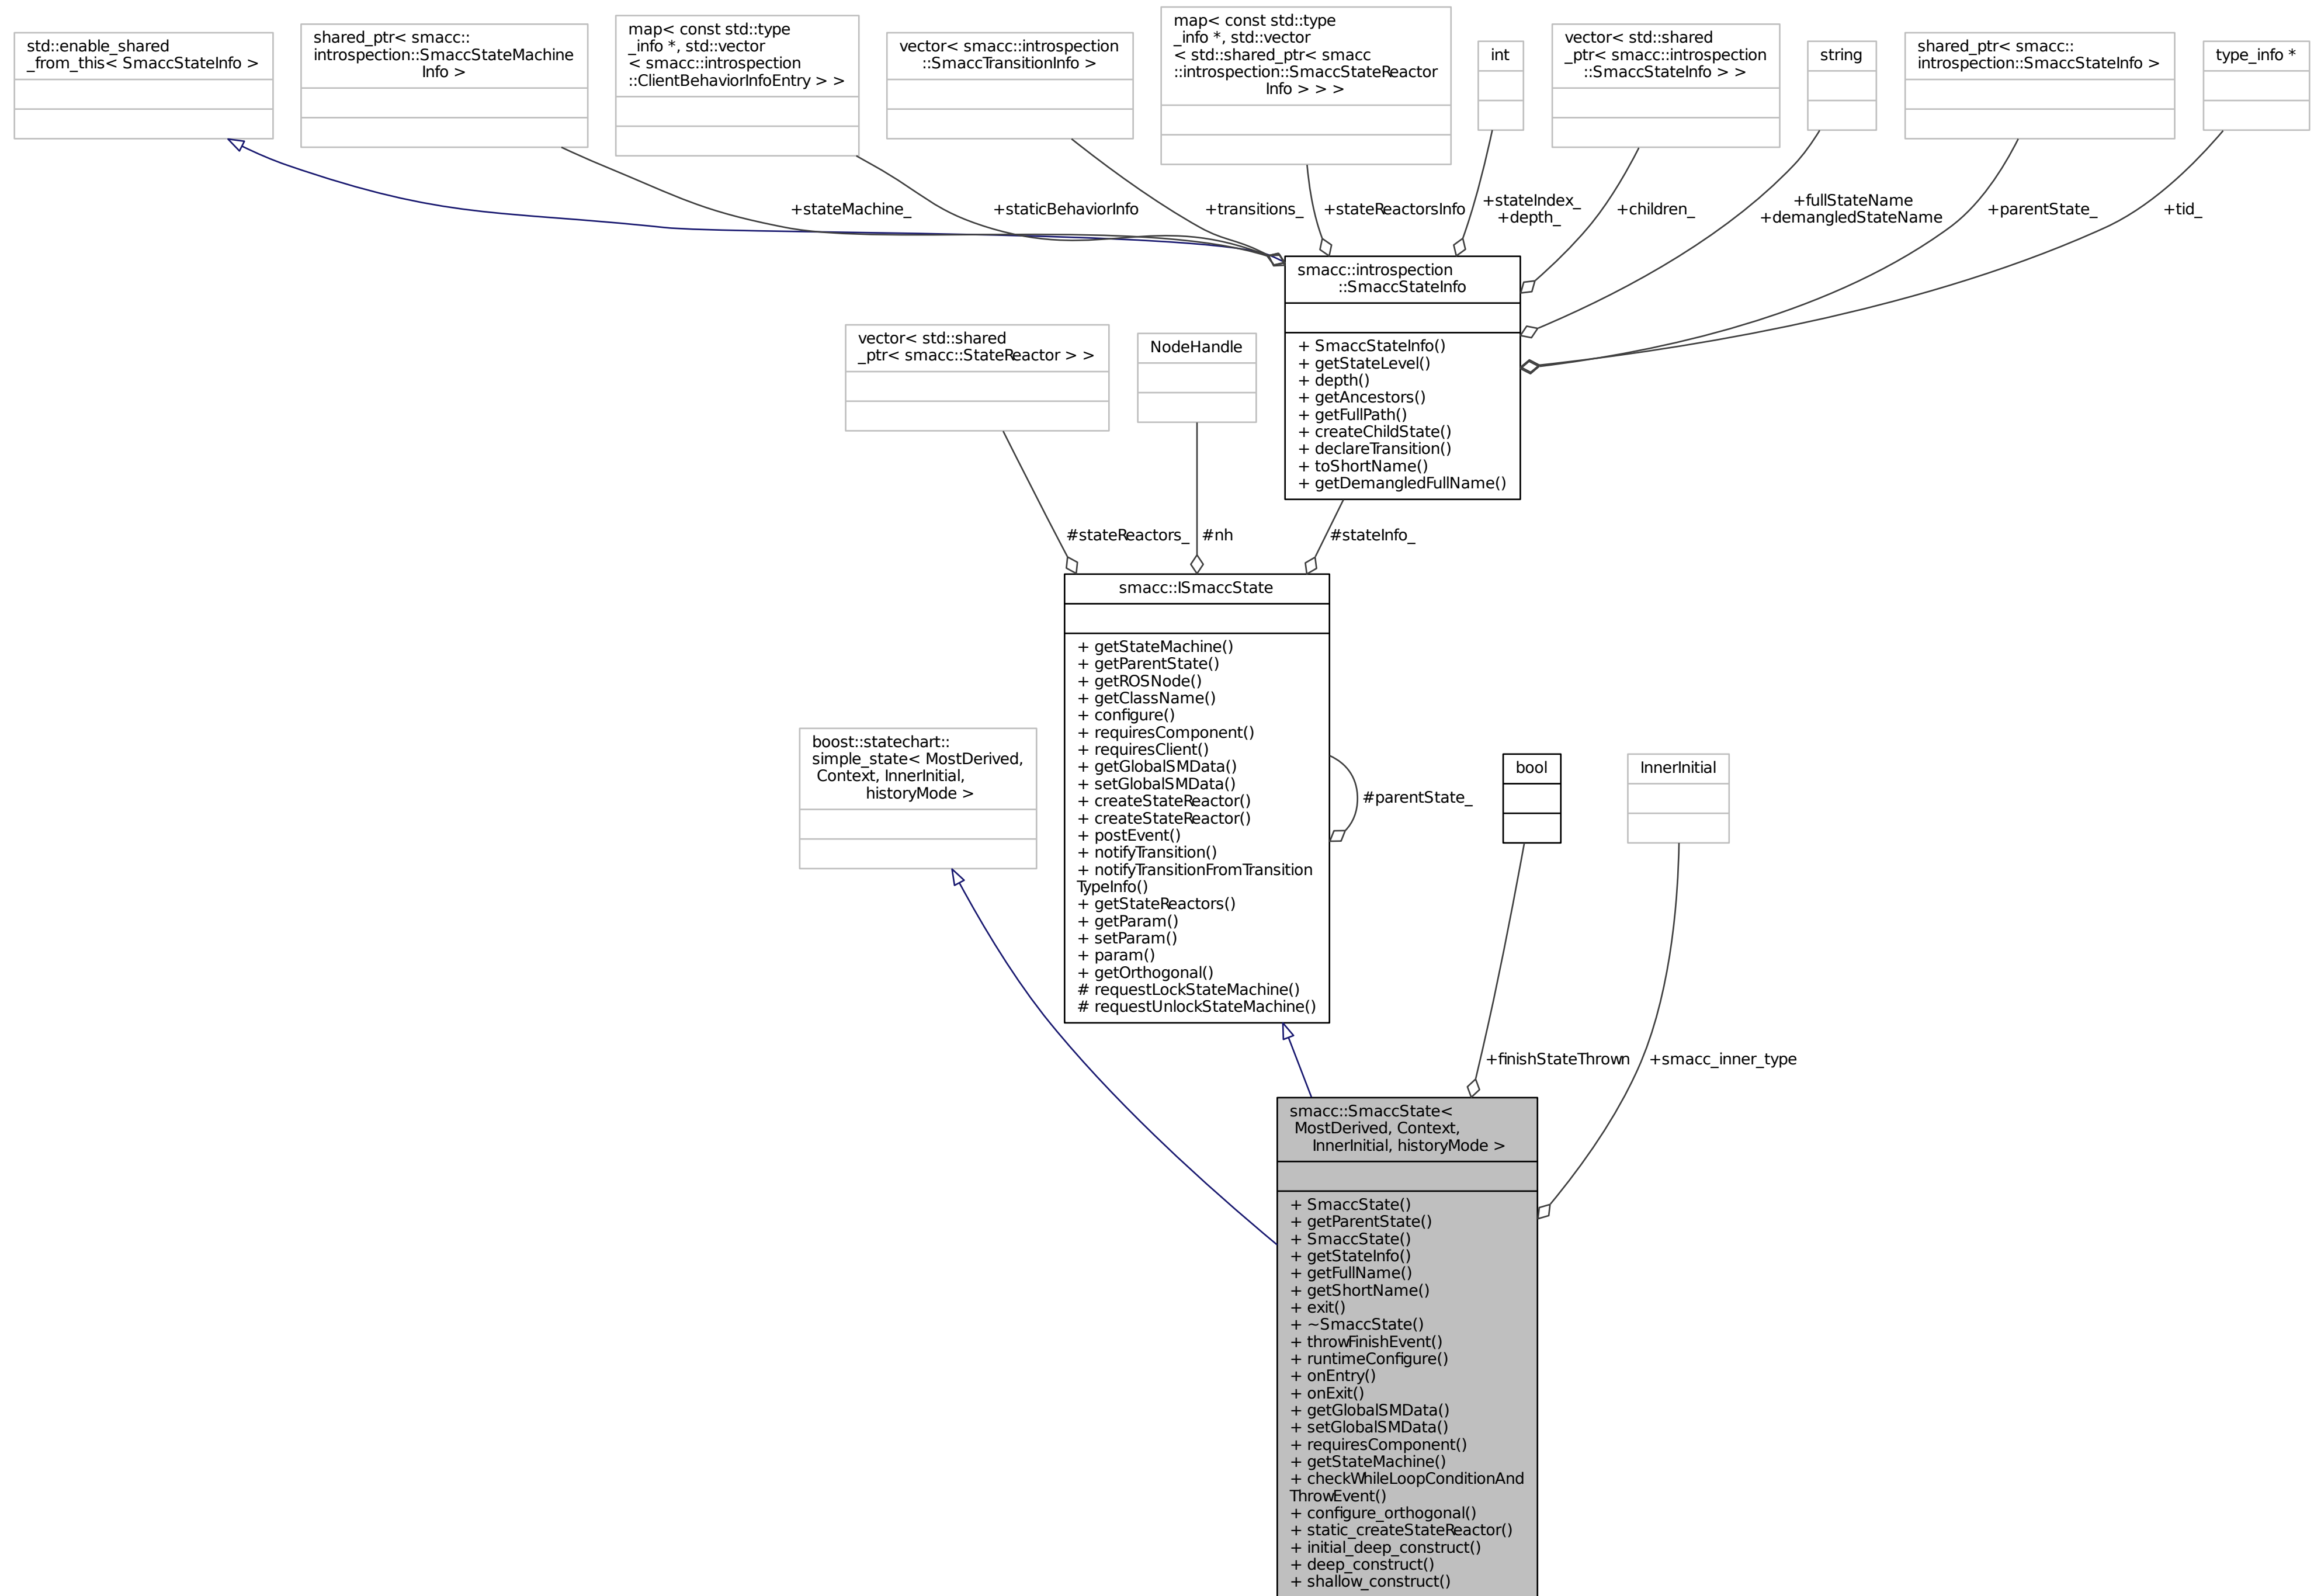 std::enable_shared
_from_this< SmaccStateInfo >
shared_ptr< smacc::
introspection::SmaccStateMachine
Info >
map< const std::type
_info *, std::vector
< smacc::introspection
::ClientBehaviorInfoEntry > >
vector< smacc::introspection
::SmaccTransitionInfo >
map< const std::type
_info *, std::vector
< std::shared_ptr< smacc
::introspection::SmaccStateReactor
Info > > >
int
vector< std::shared
_ptr< smacc::introspection
::SmaccStateInfo > >
string
shared_ptr< smacc::
introspection::SmaccStateInfo >
type_info *
+stateMachine_
+staticBehaviorInfo
+transitions_
+stateReactorsInfo
+stateIndex_
+depth_
+children_
+fullStateName
+demangledStateName
+parentState_
+tid_
smacc::introspection
::SmaccStateInfo
+ SmaccStateInfo()
+ getStateLevel()
+ depth()
+ getAncestors()
+ getFullPath()
+ createChildState()
+ declareTransition()
+ toShortName()
+ getDemangledFullName()
vector< std::shared
_ptr< smacc::StateReactor > >
NodeHandle
#stateReactors_
#nh
#stateInfo_
smacc::ISmaccState
+ getStateMachine()
+ getParentState()
+ getROSNode()
+ getClassName()
+ configure()
+ requiresComponent()
+ requiresClient()
+ getGlobalSMData()
+ setGlobalSMData()
+ createStateReactor()
+ createStateReactor()
+ postEvent()
+ notifyTransition()
+ notifyTransitionFromTransition
TypeInfo()
+ getStateReactors()
+ getParam()
+ setParam()
+ param()
+ getOrthogonal()
# requestLockStateMachine()
# requestUnlockStateMachine()
#parentState_
boost::statechart::
simple_state< MostDerived,
Context, InnerInitial,
historyMode >
bool
InnerInitial
+finishStateThrown
+smacc_inner_type
smacc::SmaccState<
MostDerived, Context,
InnerInitial, historyMode >
+ SmaccState()
+ getParentState()
+ SmaccState()
+ getStateInfo()
+ getFullName()
+ getShortName()
+ exit()
+ ~SmaccState()
+ throwFinishEvent()
+ runtimeConfigure()
+ onEntry()
+ onExit()
+ getGlobalSMData()
+ setGlobalSMData()
+ requiresComponent()
+ getStateMachine()
+ checkWhileLoopConditionAnd
ThrowEvent()
+ configure_orthogonal()
+ static_createStateReactor()
+ initial_deep_construct()
+ deep_construct()
+ shallow_construct()